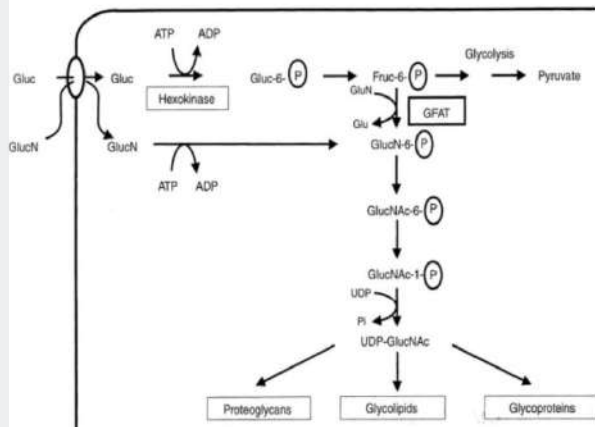 ATP ADP
Glycolysis
Gluc Gluc Gluc-6-P Fruc-6-P Pyruvate
Hexokinase
GluN
GFAT
Glu
GlucN GlucN GlucN-6-P
ATP ADP
GlucNAc-6-P
GlucNAc-1-P
UDP
Pi
UDP-GlucNAc
Proteoglycans Glycolipids Glycoproteins